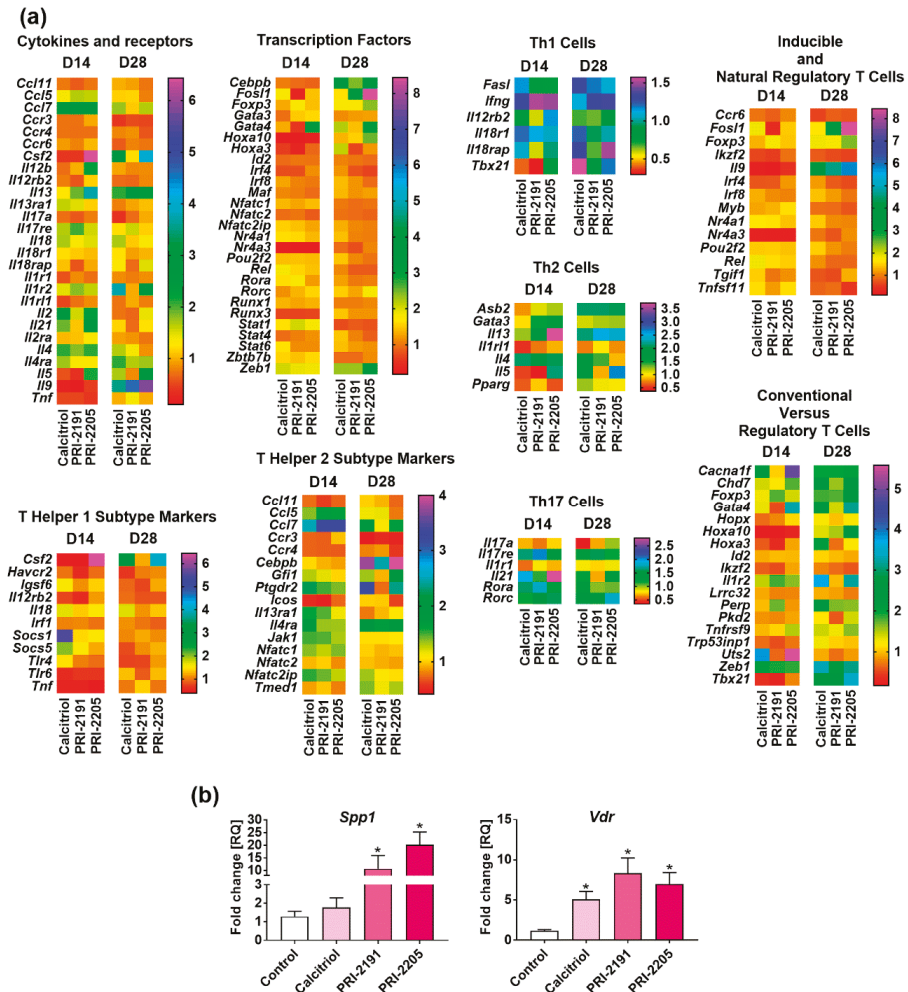 (a)
Cytokines and receptors
D14 D28
Ccl11
Ccl5
Ccl7
Ccr3
Ccr4
Ccr6
Csf2
Il12b
Il12rb2
Il13
Il13ra1
Il17a
Il17re
Il18
Il18r1
Il18rap
Il1r1
Il1r2
Il1rl1
Il2
Il21
Il2ra
Il4
Il4ra
Il5
Il9
Tnf
6
5
4
3
2
1
Calcitriol
PRI-2191
PRI-2205
Calcitriol
PRI-2191
PRI-2205
Transcription Factors
D14 D28
Cebpb
Fosl1
Foxp3
Gata3
Gata4
Hoxa10
Hoxa3
Id2
Irf4
Irf8
Maf
Nfatc1
Nfatc2
Nfatc2ip
Nr4a1
Nr4a3
Pou2f2
Rel
Rora
Rorc
Runx1
Runx3
Stat1
Stat4
Stat6
Zbtb7b
Zeb1
8
7
6
5
4
3
2
1
Calcitriol
PRI-2191
PRI-2205
Calcitriol
PRI-2191
PRI-2205
Th1 Cells
D14 D28
Fasl
Ifng
Il12rb2
Il18r1
Il18rap
Tbx21
1.5
1.0
0.5
Calcitriol
PRI-2191
PRI-2205
Calcitriol
PRI-2191
PRI-2205
Th2 Cells
D14 D28
Asb2
Gata3
Il13
Il1rl1
Il4
Il5
Pparg
3.5
3.0
2.5
2.0
1.5
1.0
0.5
Calcitriol
PRI-2191
PRI-2205
Calcitriol
PRI-2191
PRI-2205
Inducible
and
Natural Regulatory T Cells
D14 D28
Ccr6
Fosl1
Foxp3
Ikzf2
Il9
Irf4
Irf8
Myb
Nr4a1
Nr4a3
Pou2f2
Rel
Tgif1
Tnfsf11
8
7
6
5
4
3
2
1
Calcitriol
PRI-2191
PRI-2205
Calcitriol
PRI-2191
PRI-2205
T Helper 1 Subtype Markers
D14 D28
Csf2
Havcr2
Igsf6
Il12rb2
Il18
Irf1
Socs1
Socs5
Tlr4
Tlr6
Tnf
6
5
4
3
2
1
Calcitriol
PRI-2191
PRI-2205
Calcitriol
PRI-2191
PRI-2205
T Helper 2 Subtype Markers
D14 D28
Ccl11
Ccl5
Ccl7
Ccr3
Ccr4
Cebpb
Gfi1
Ptgdr2
Icos
Il13ra1
Il4ra
Jak1
Nfatc1
Nfatc2
Nfatc2ip
Tmed1
4
3
2
1
Calcitriol
PRI-2191
PRI-2205
Calcitriol
PRI-2191
PRI-2205
Th17 Cells
D14 D28
Il17a
Il17re
Il1r1
Il21
Rora
Rorc
2.5
2.0
1.5
1.0
0.5
Calcitriol
PRI-2191
PRI-2205
Calcitriol
PRI-2191
PRI-2205
Conventional
Versus
Regulatory T Cells
D14 D28
Cacna1f
Chd7
Foxp3
Gata4
Hopx
Hoxa10
Hoxa3
Id2
Ikzf2
Il1r2
Lrrc32
Perp
Pkd2
Tnfrsf9
Trp53inp1
Uts2
Zeb1
Tbx21
5
4
3
2
1
Calcitriol
PRI-2191
PRI-2205
Calcitriol
PRI-2191
PRI-2205
(b)
Spp1
Fold change [RQ]
30
25
20
15
10
5
2
1
0
*
*
Control
Calcitriol
PRI-2191
PRI-2205
Vdr
Fold change [RQ]
15
10
5
0
*
*
*
Control
Calcitriol
PRI-2191
PRI-2205